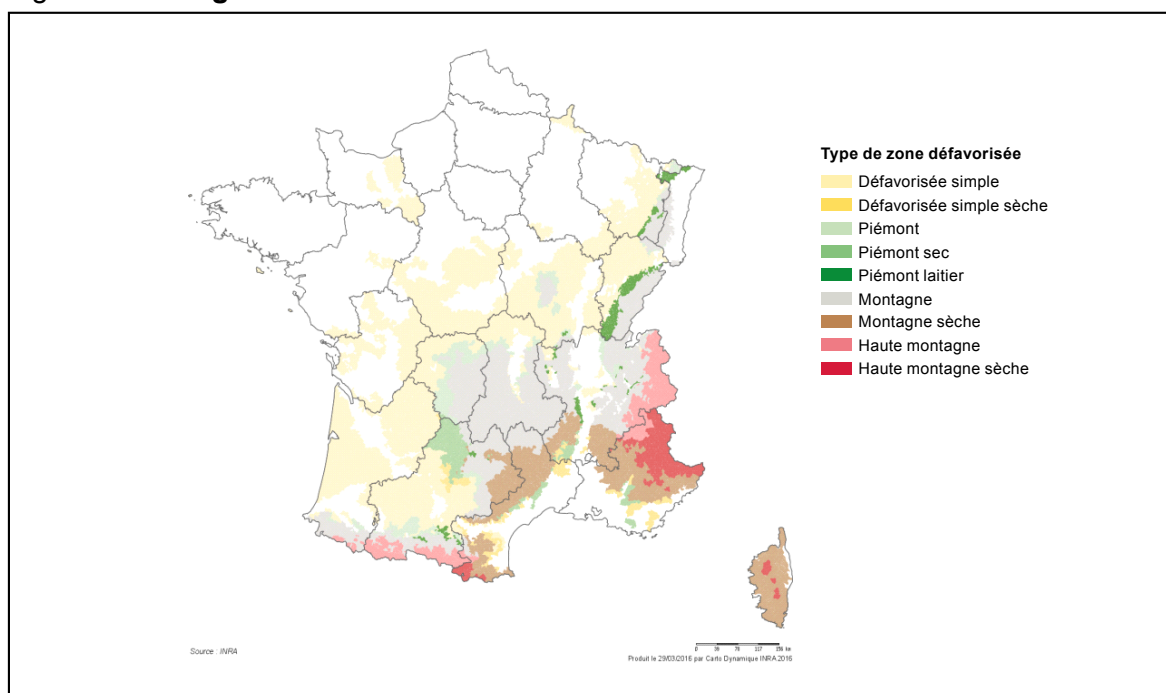 Type de zone défavorisée
Défavorisée simple
Défavorisée simple sèche
Piémont
Piémont sec
Piémont laitier
Montagne
Montagne sèche
Haute montagne
Haute montagne sèche
Source : INRA
Produit le 29/03/2016 par Carto Dynamique INRA 2016